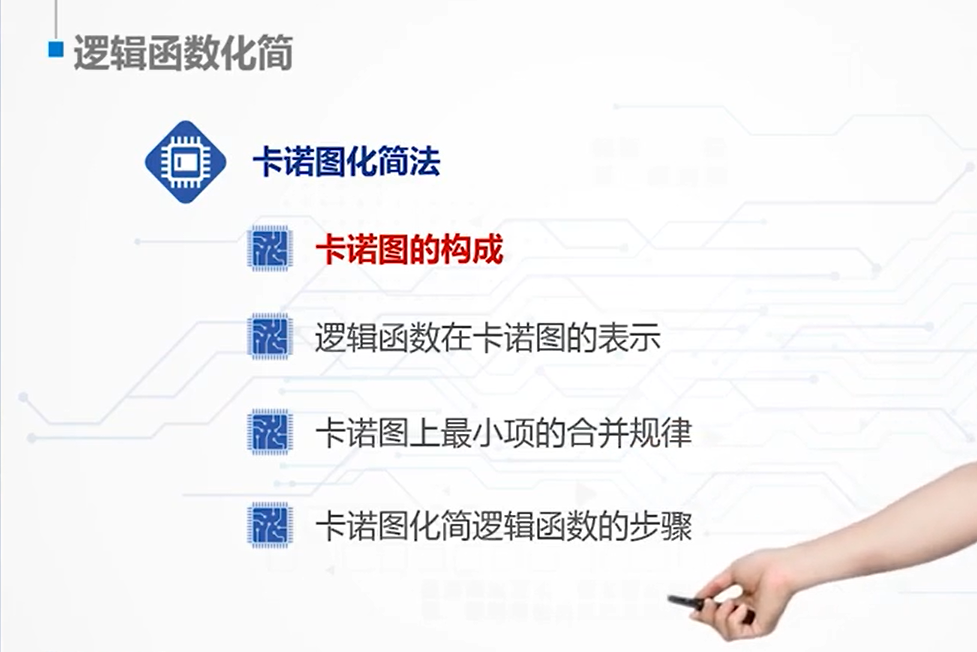 逻辑函数化简
卡诺图化简法
卡诺图的构成
逻辑函数在卡诺图的表示
卡诺图上最小项的合并规律
卡诺图化简逻辑函数的步骤